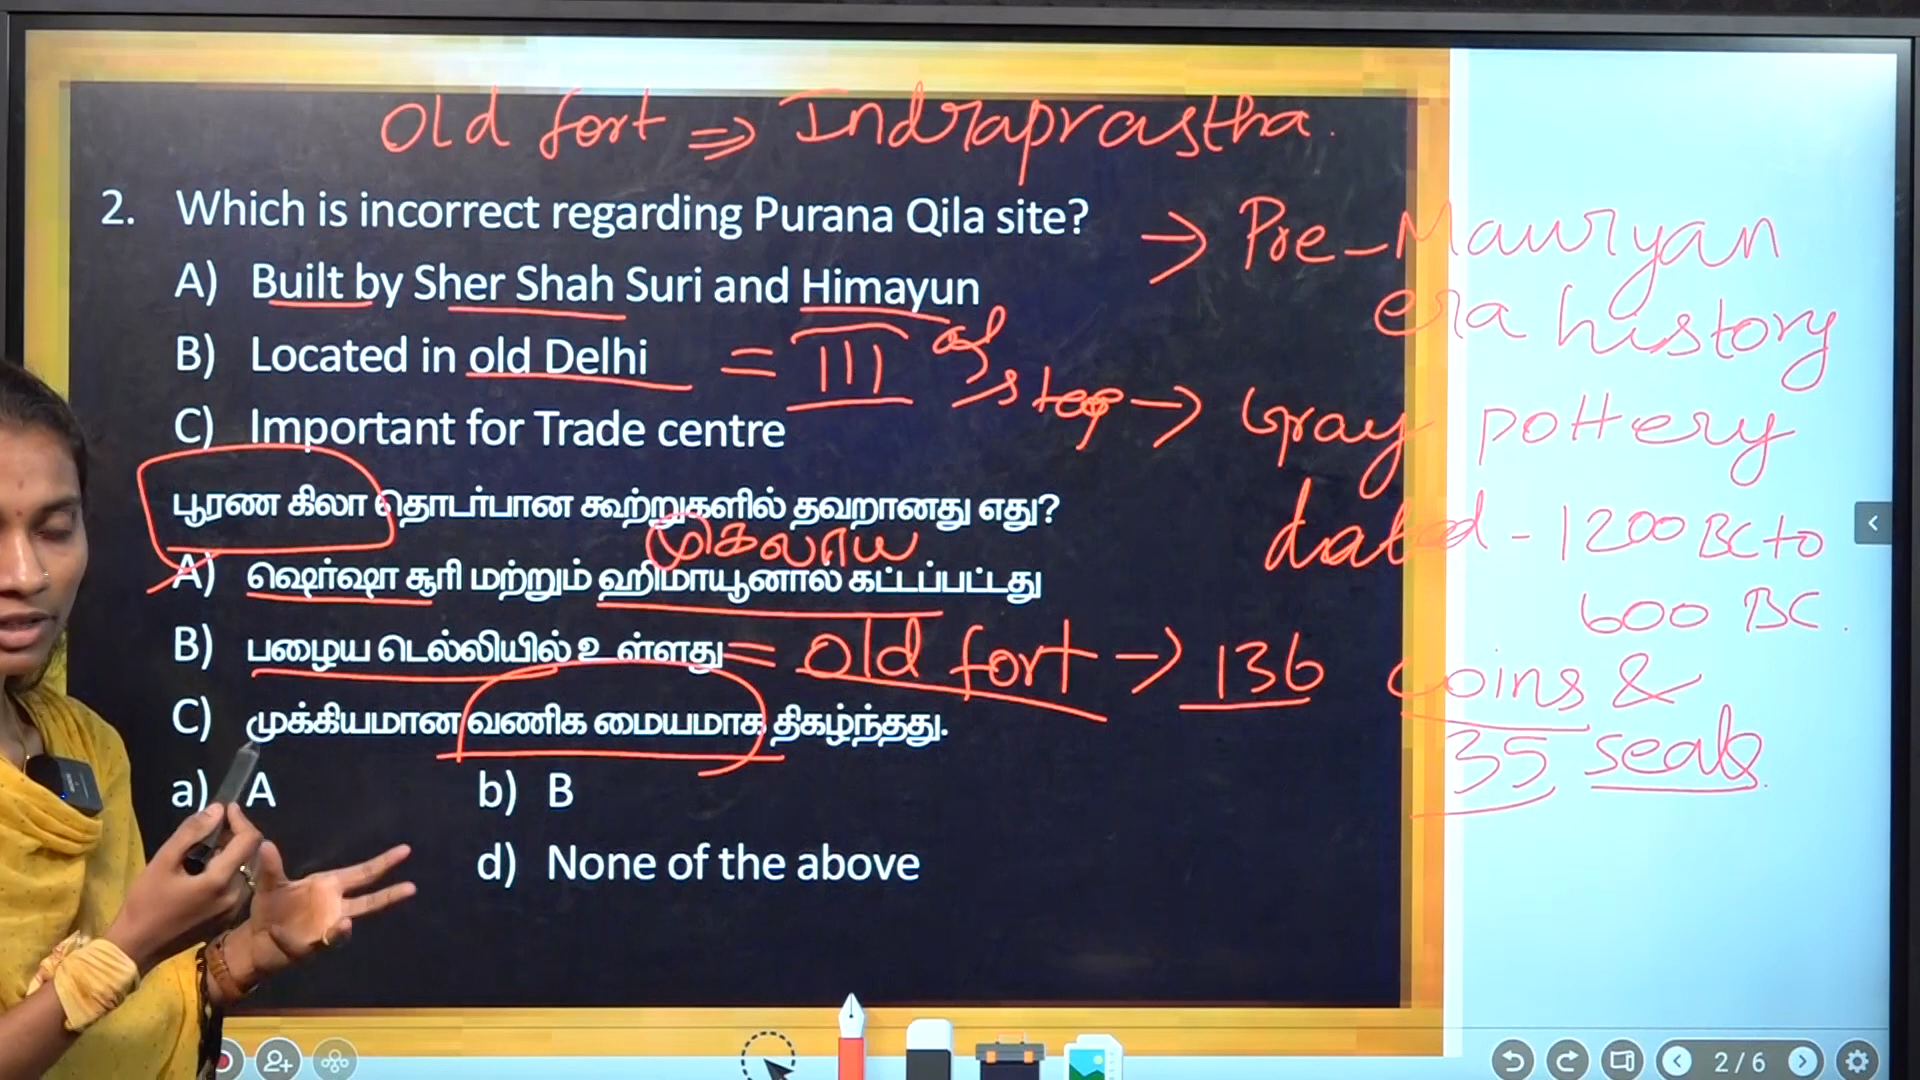 Old fort ⇒ Indraprastha.
2. Which is incorrect regarding Purana Qila site?
→ Pre-Mauryan
era history
A) Built by Sher Shah Suri and Himayun
B) Located in old Delhi = III of
step
C) Important for Trade centre
→ Gray pottery
dated - 1200 BC to
600 BC.
பூரண கிலா தொடர்பான கூற்றுகளில் தவறானது எது?
முகலாய
A) ஷெர்ஷா சூரி மற்றும் ஹிமாயூனால் கட்டப்பட்டது
B) பழைய டெல்லியில் உள்ளது = old fort → 136 coins &
35 seals.
C) முக்கியமான வணிக மையமாக திகழ்ந்தது.
a) A b) B
d) None of the above
2 / 6